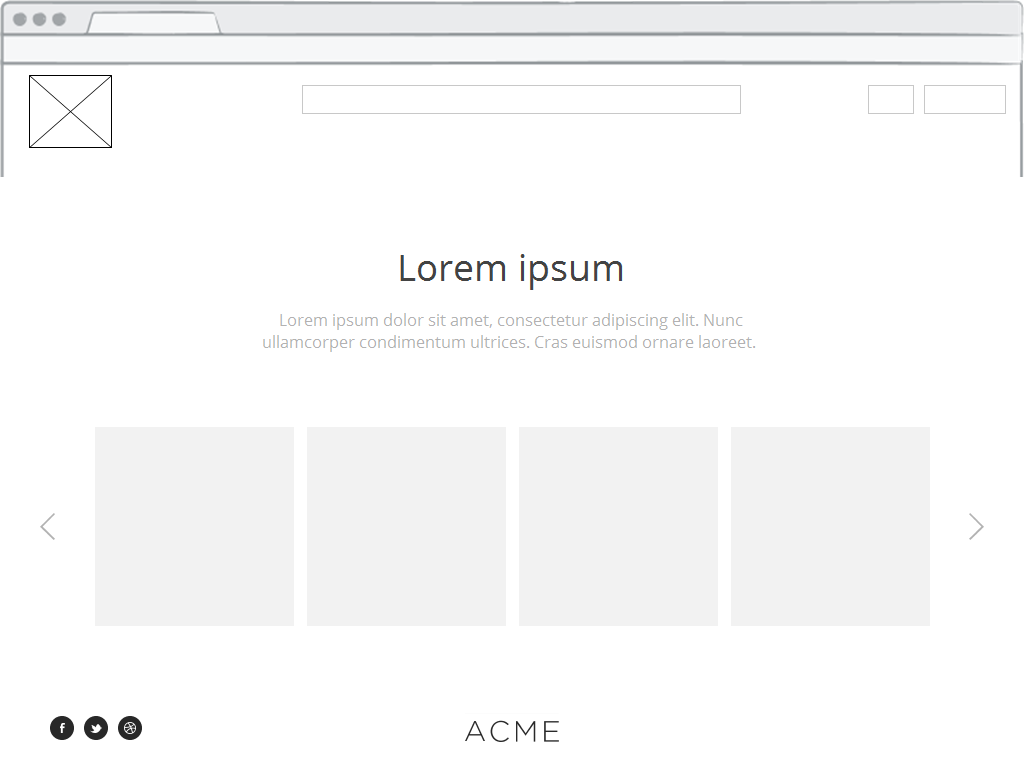 Lorem ipsum
Lorem ipsum dolor sit amet, consectetur adipiscing elit. Nunc
ullamcorper condimentum ultrices. Cras euismod ornare laoreet.
ACME